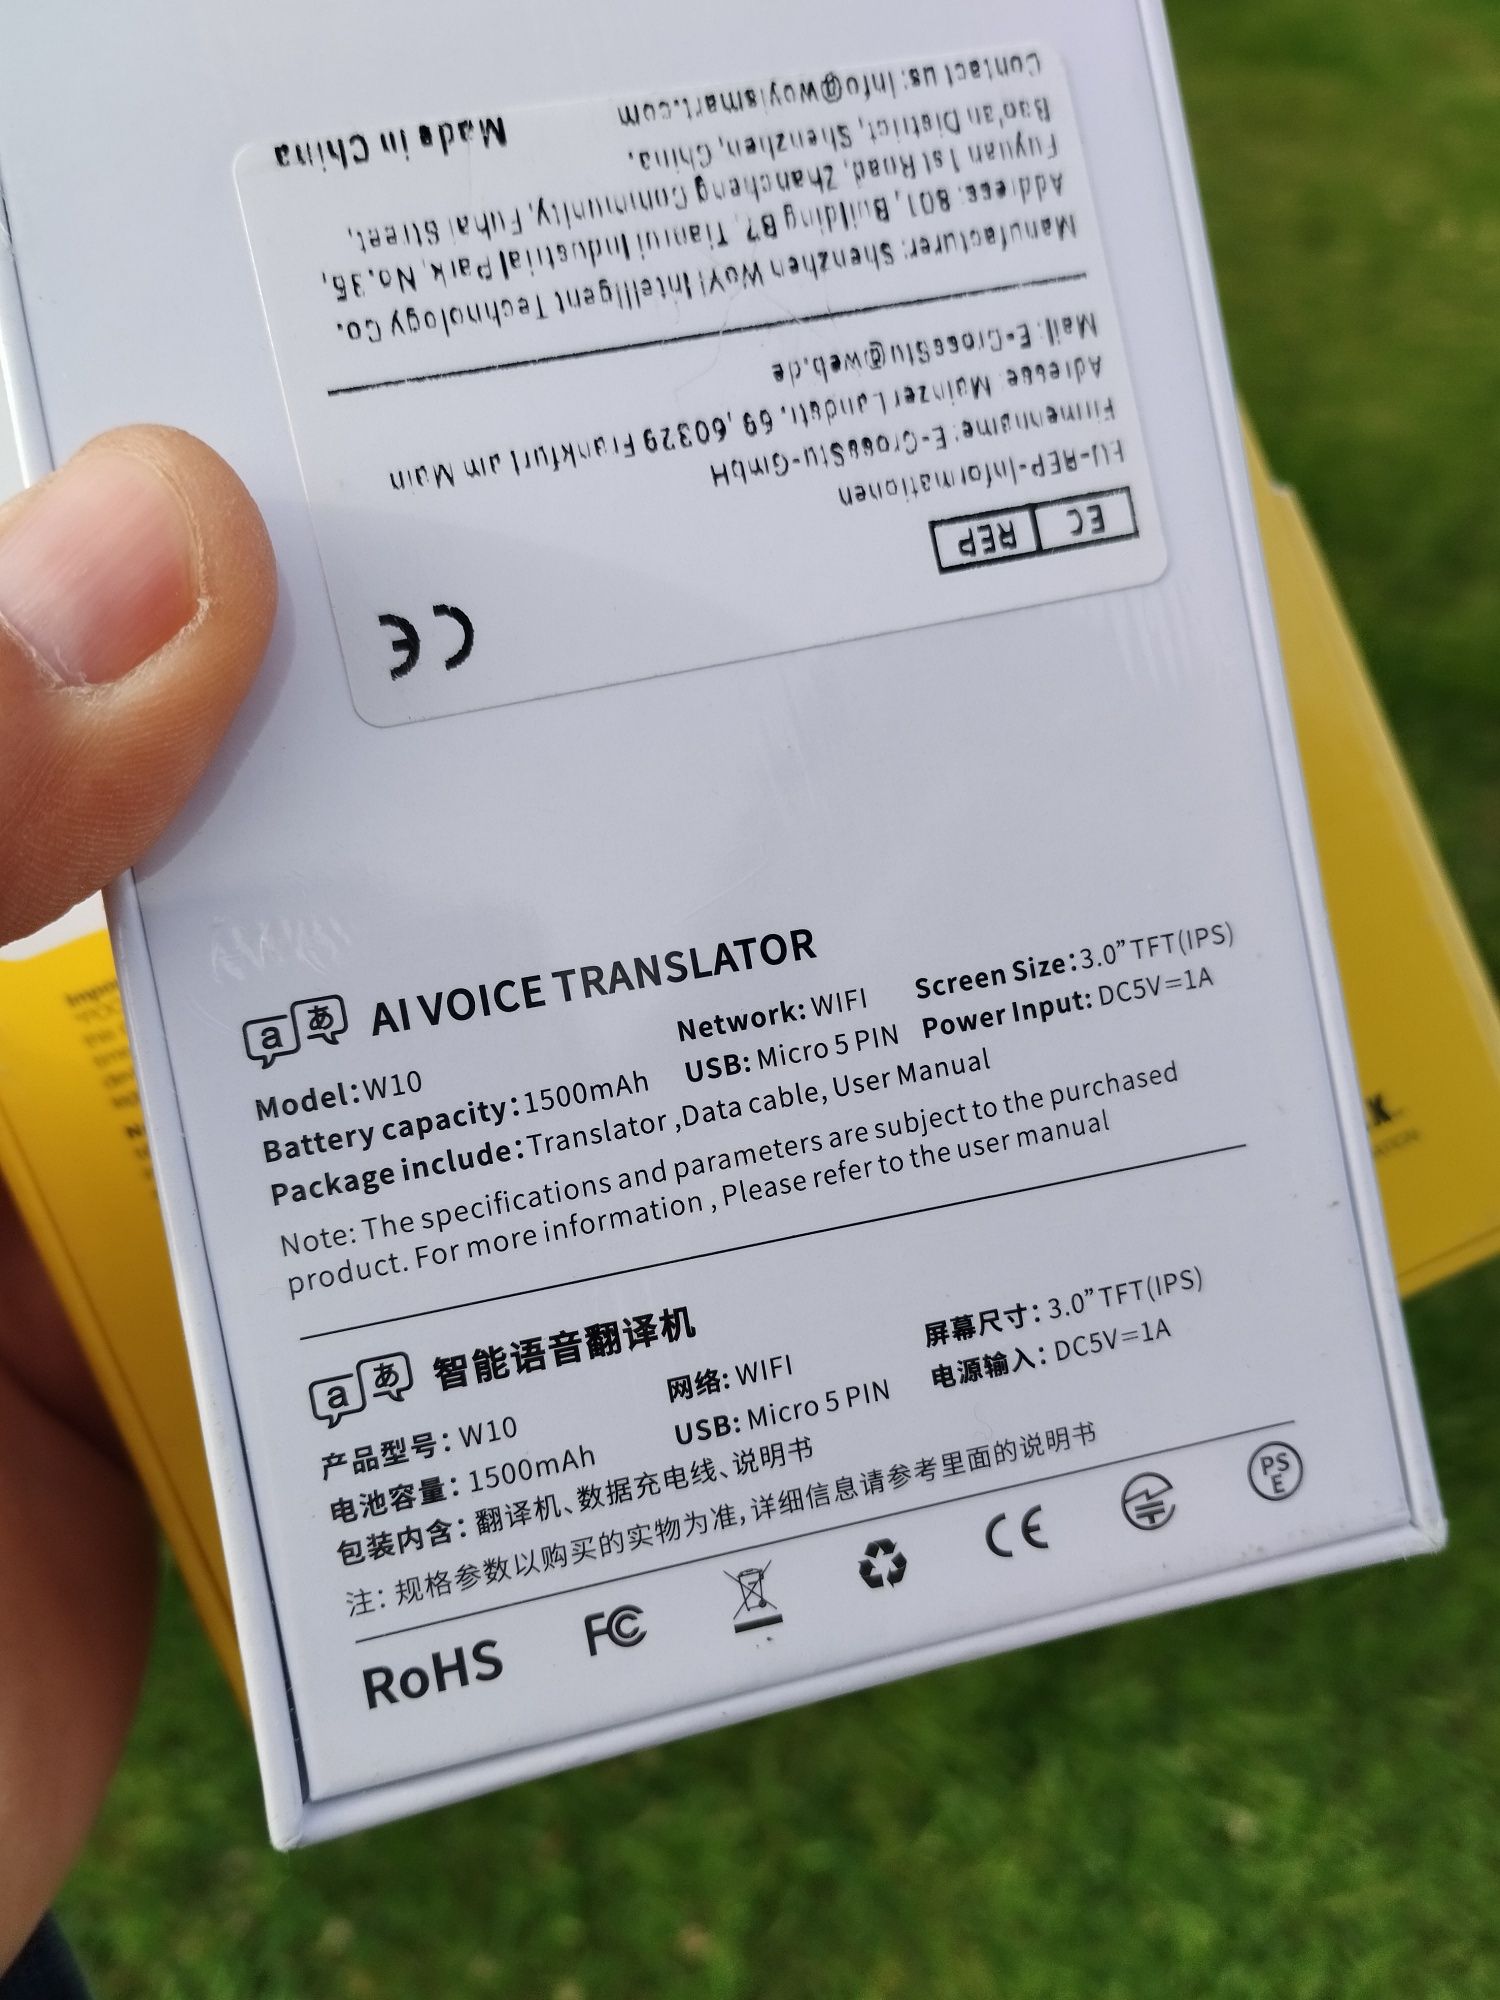 Made in China
EC REP
EU-REP-Informationen
Firmenname: E-CrossStu-GmbH
Adresse: Mainzer Landstr. 69, 60329 Frankfurt am Main
Mail: E-CrossStu@web.de
Manufacturer: Shenzhen WoYi Intelligent Technology Co.
Address: 801, Building B7, Tianrui Industrial Park, No.35,
Fuyuan 1st Road, Zhancheng Community, Fuhai Street,
Bao'an District, Shenzhen, China.
Contact us: Info@woyismart.com
CE
aあ AI VOICE TRANSLATOR
Model:W10 Network: WIFI Screen Size:3.0”TFT(IPS)
Battery capacity:1500mAh USB: Micro 5 PIN Power Input: DC5V=1A
Package include:Translator ,Data cable, User Manual
Note: The specifications and parameters are subject to the purchased
product. For more information , Please refer to the user manual
aあ 智能语音翻译机
产品型号: W10 网络: WIFI 屏幕尺寸: 3.0”TFT(IPS)
电池容量: 1500mAh USB: Micro 5 PIN 电源输入: DC5V=1A
包装内含: 翻译机、数据充电线、说明书
注: 规格参数以购买的实物为准, 详细信息请参考里面的说明书
RoHS FC CE PSE